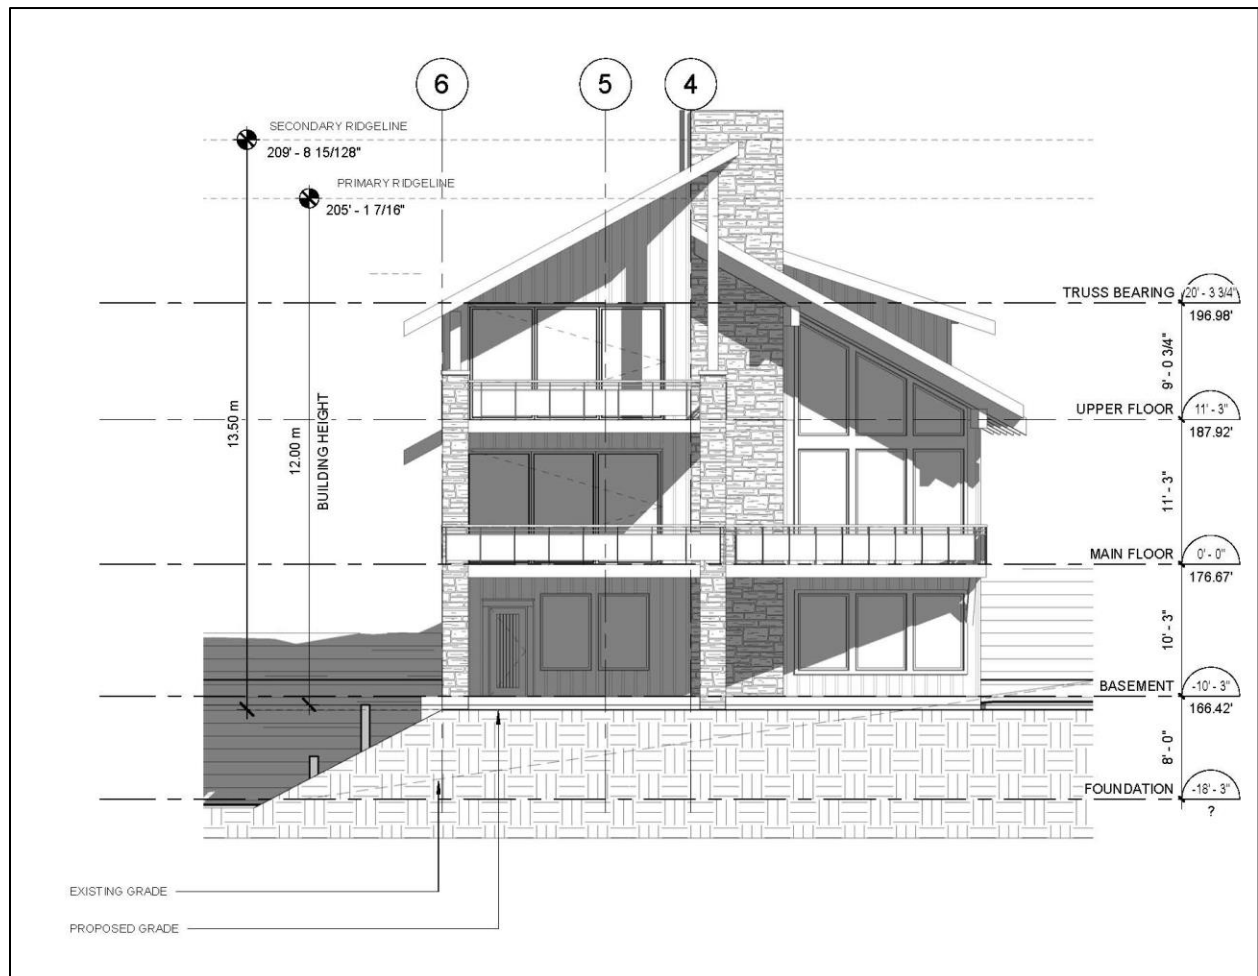 6
5
4
SECONDARY RIDGELINE
209' - 8 15/128"
PRIMARY RIDGELINE
205' - 1 7/16"
TRUSS BEARING
20' - 3 3/4"
196.98'
9' - 0 3/4"
UPPER FLOOR
11' - 3"
187.92'
13.50 m
12.00 m
BUILDING HEIGHT
11' - 3"
MAIN FLOOR
0' - 0"
176.67'
10' - 3"
BASEMENT
-10' - 3"
166.42'
8' - 0"
FOUNDATION
-18' - 3"
?
EXISTING GRADE
PROPOSED GRADE